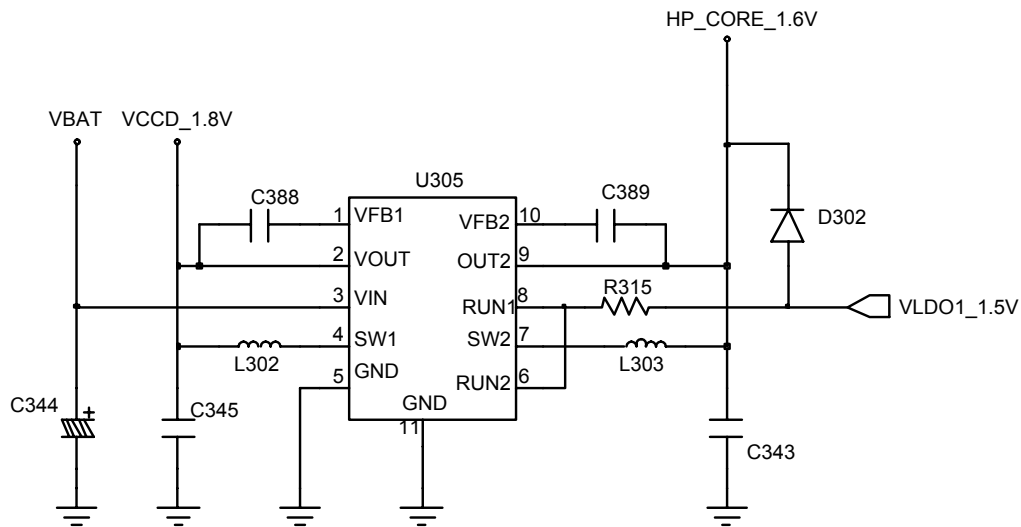 HP_CORE_1.6V
VBAT
VCCD_1.8V
U305
C388
C389
1
VFB1
VFB2
10
D302
2
VOUT
OUT2
9
R315
3
VIN
RUN1
8
VLDO1_1.5V
4
SW1
SW2
7
L302
L303
5
GND
RUN2
6
C344
+
C345
GND
11
C343